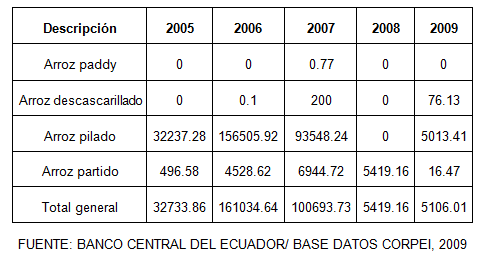 Descripción 2005 2006 2007 2008 2009
Arroz paddy 0 0 0.77 0 0
Arroz descascarillado 0 0.1 200 0 76.13
Arroz pilado 32237.28 156505.92 93548.24 0 5013.41
Arroz partido 496.58 4528.62 6944.72 5419.16 16.47
Total general 32733.86 161034.64 100693.73 5419.16 5106.01
FUENTE: BANCO CENTRAL DEL ECUADOR/ BASE DATOS CORPEI, 2009